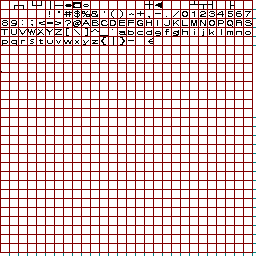 !"#$%&'()*+,-./01234567
89:;<=>?@ABCDEFGHIJKLMNOPQRS
TUVWXYZ[\]^_`abcdefghijklmno
pqrstuvwxyz{|}~ €